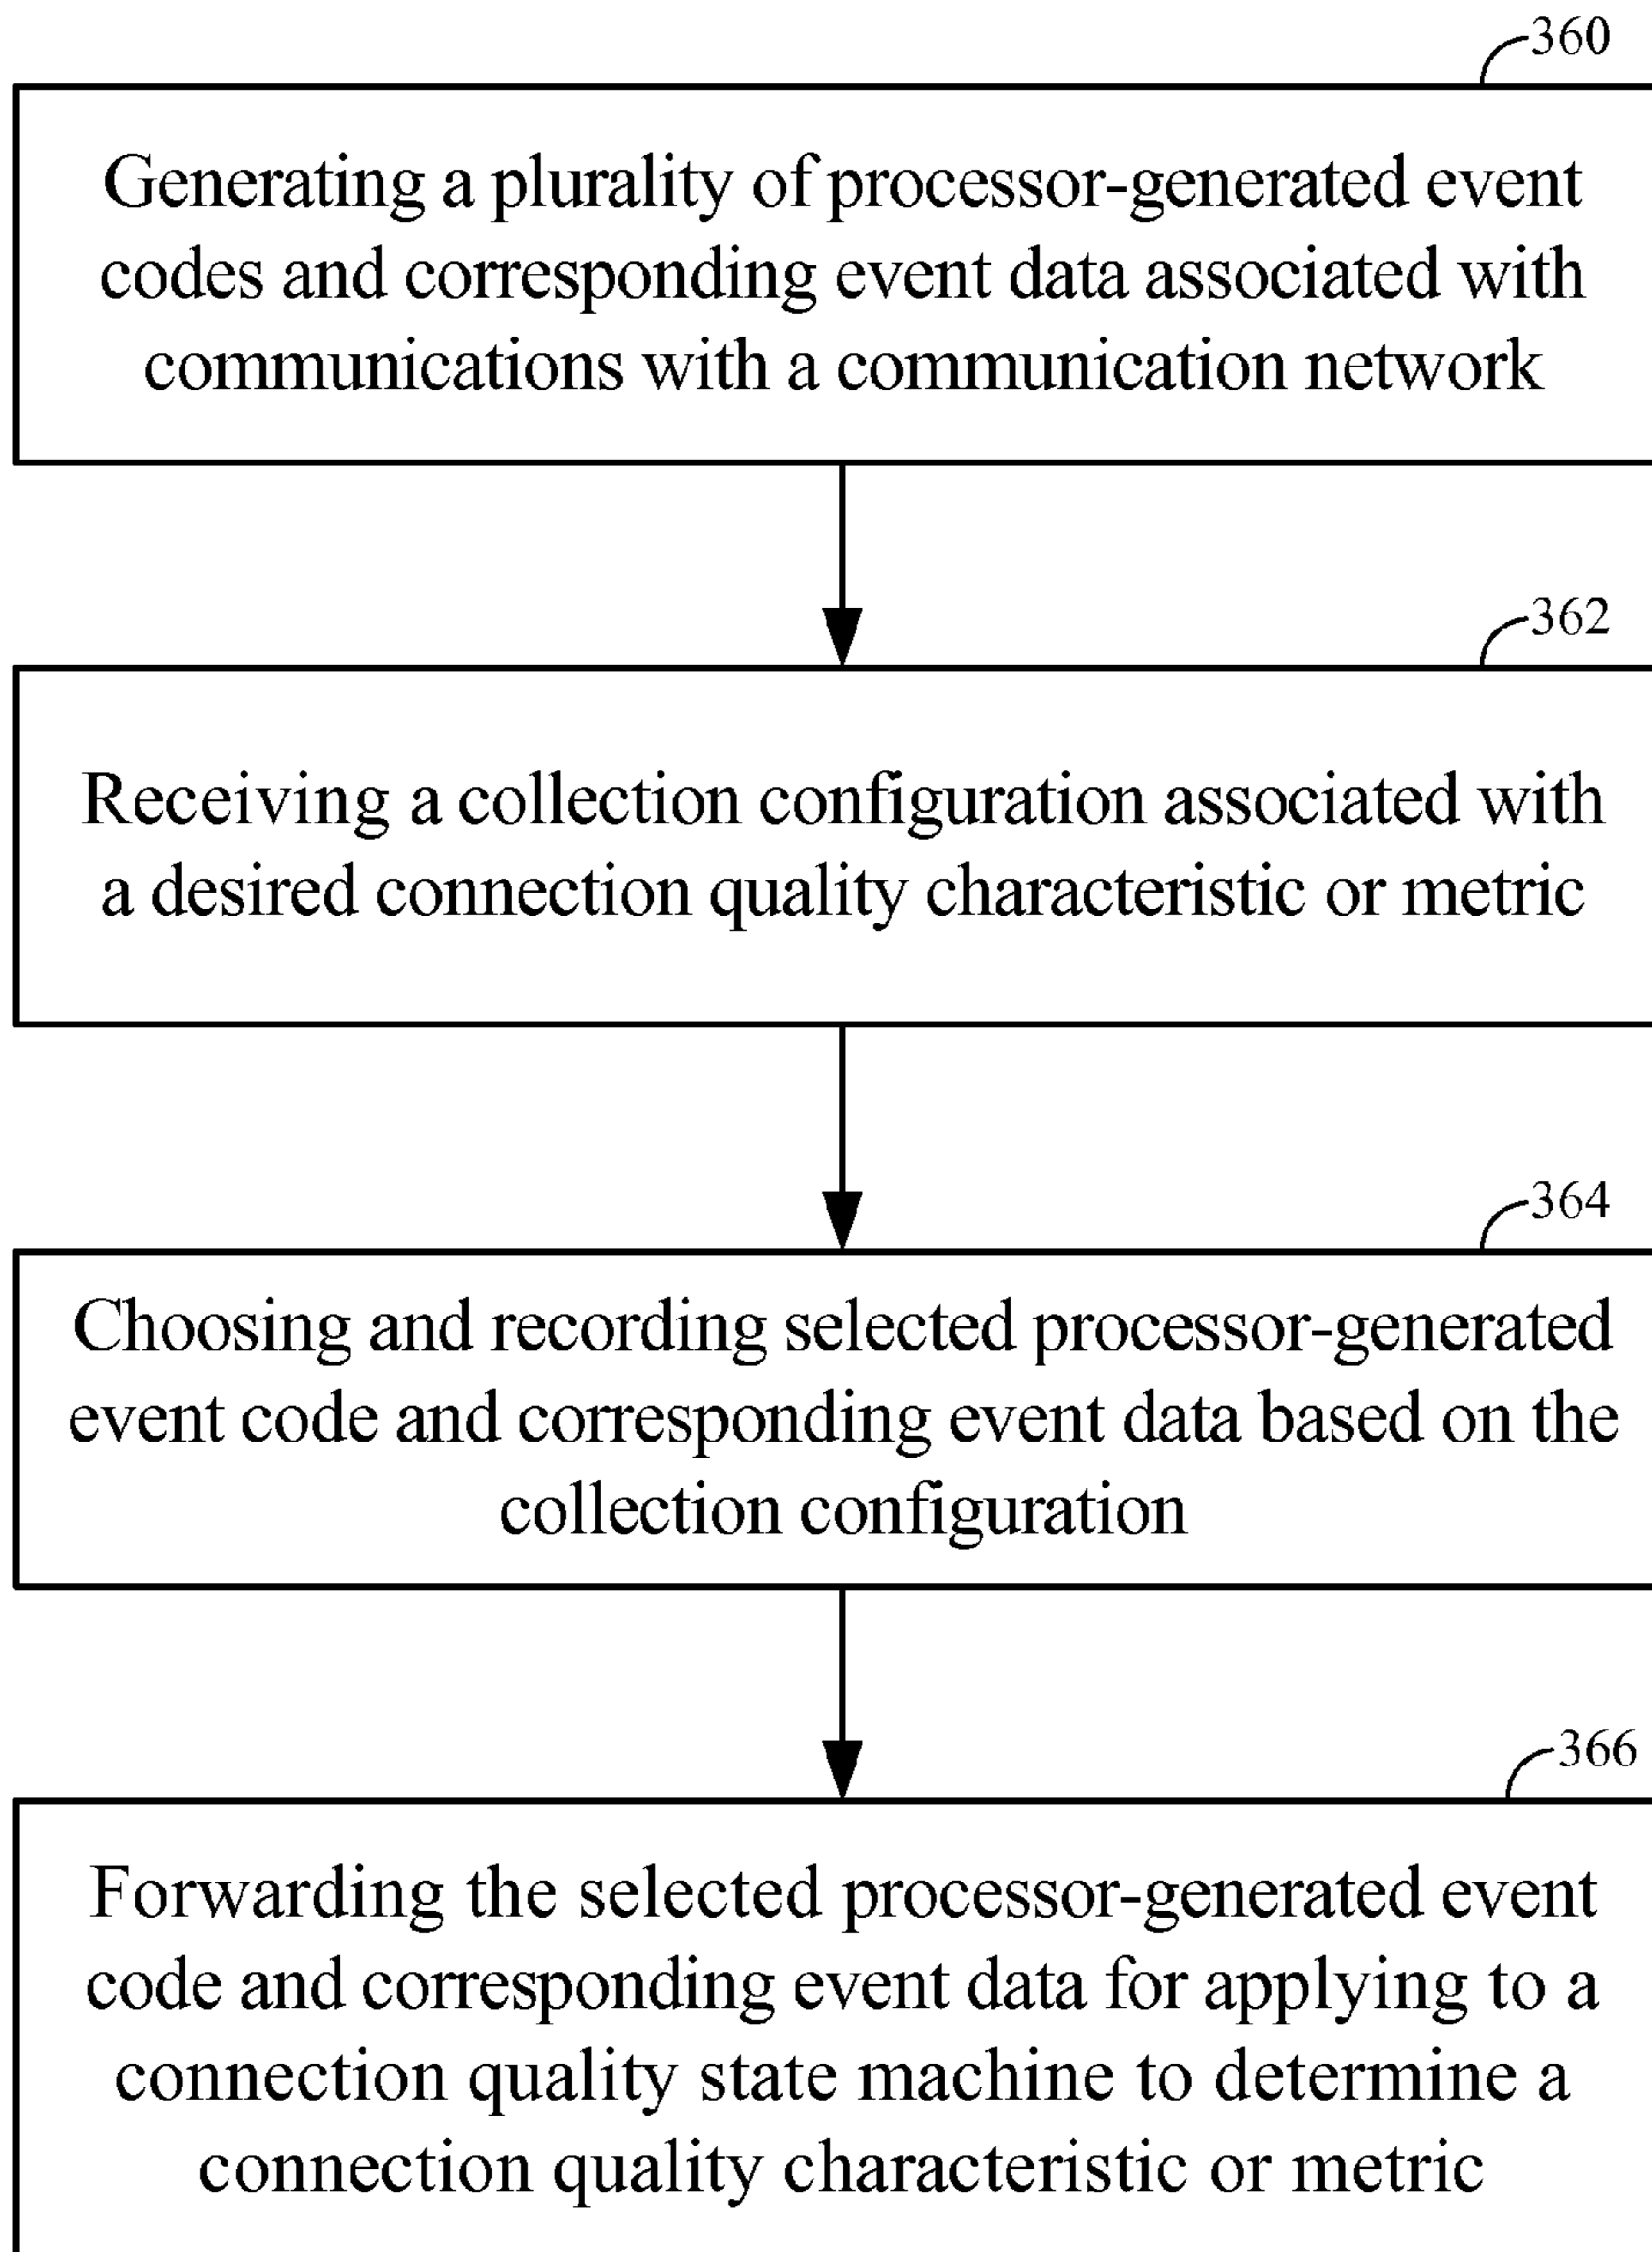 360
Generating a plurality of processor-generated event
codes and corresponding event data associated with
communications with a communication network
362
Receiving a collection configuration associated with
a desired connection quality characteristic or metric
364
Choosing and recording selected processor-generated
event code and corresponding event data based on the
collection configuration
366
Forwarding the selected processor-generated event
code and corresponding event data for applying to a
connection quality state machine to determine a
connection quality characteristic or metric